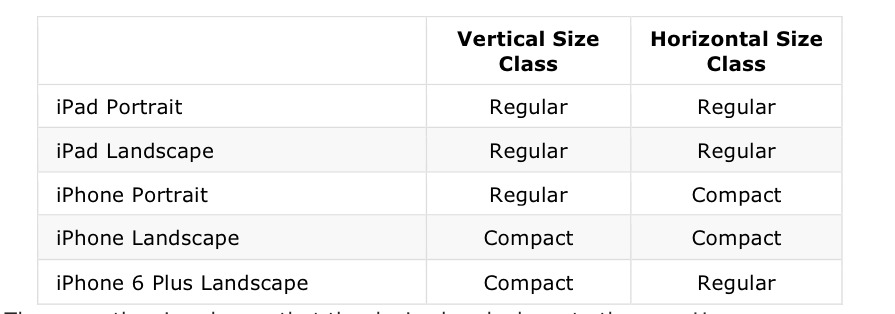 Vertical Size Horizontal Size
Class Class
iPad Portrait Regular Regular
iPad Landscape Regular Regular
iPhone Portrait Regular Compact
iPhone Landscape Compact Compact
iPhone 6 Plus Landscape Compact Regular